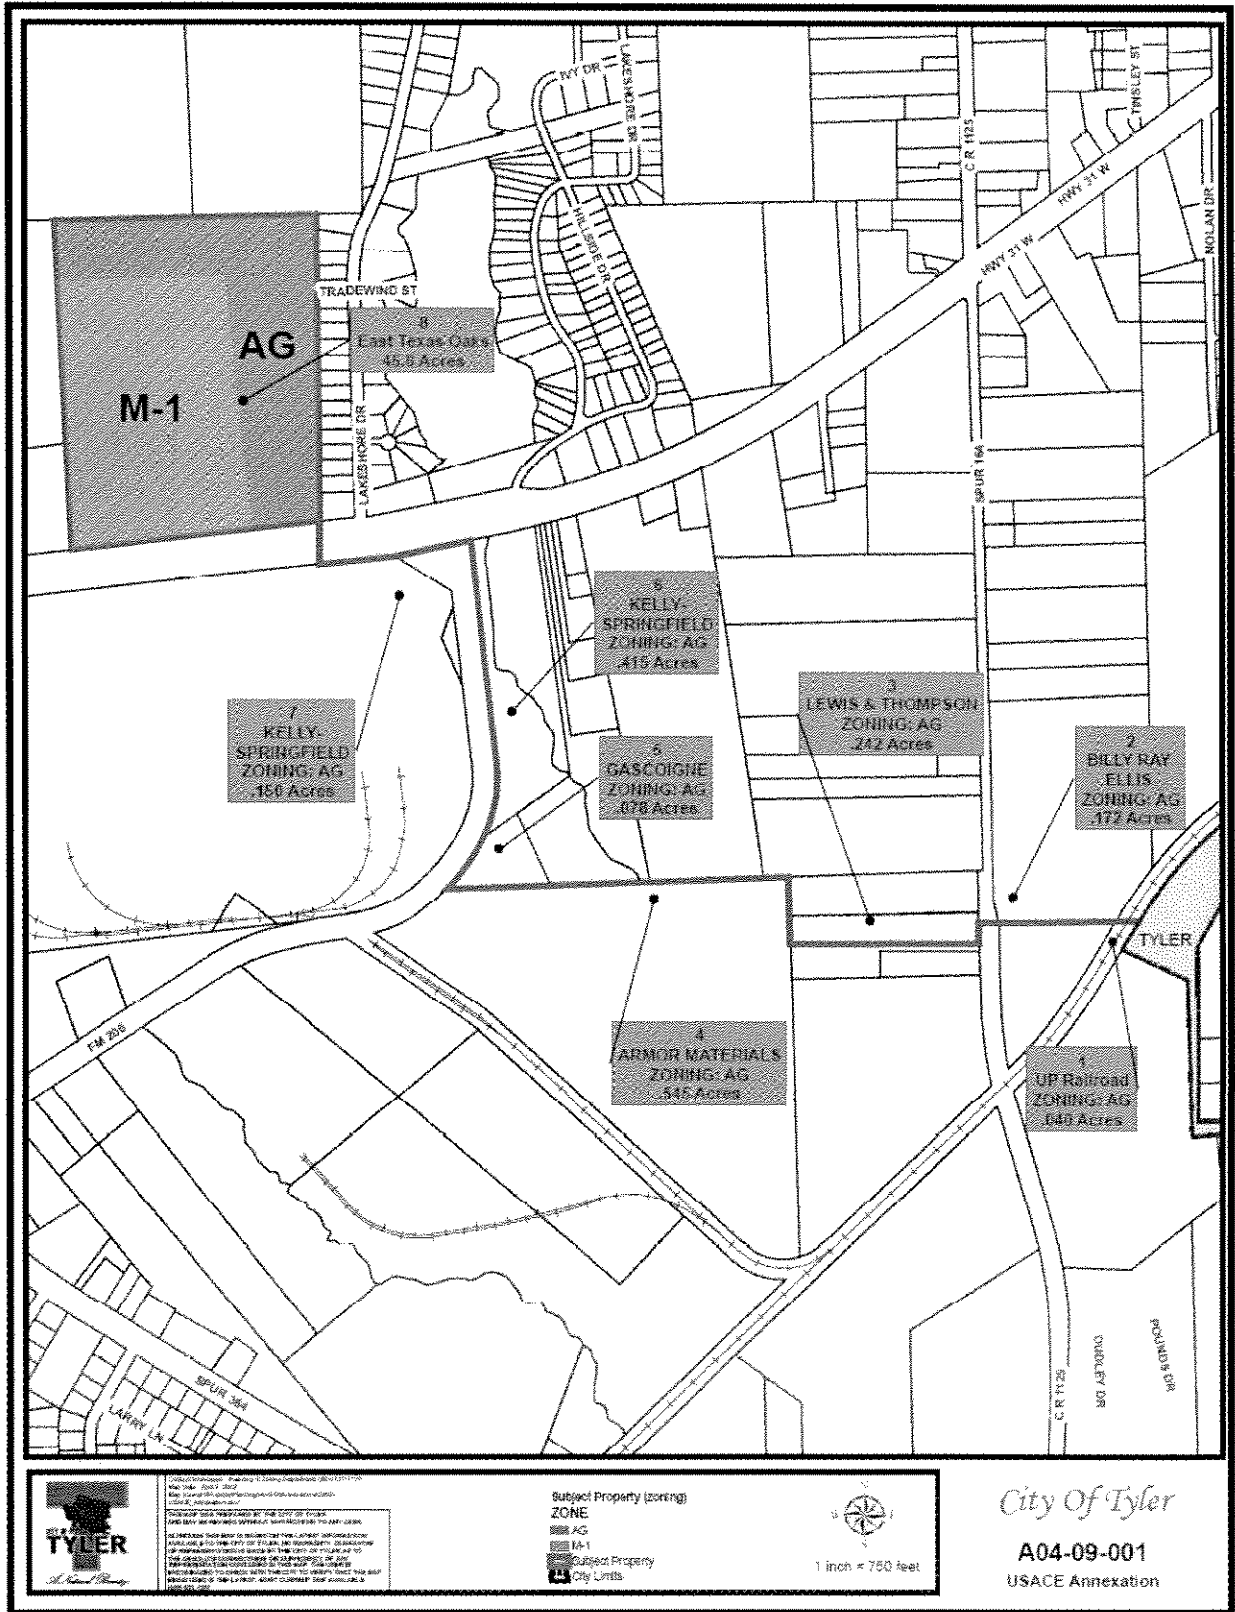 IVY DR
LAKESHORE DR
TINSLEY ST
C R 1125
HWY 31 W
NOLAN DR
HILLSIDE DR
HWY 31 W
TRADEWIND ST
AG
M-1
8
East Texas Oaks
45.6 Acres
LAKESHORE DR
SPUR 164
6
KELLY-
SPRINGFIELD
ZONING: AG
.415 Acres
3
LEWIS & THOMPSON
ZONING: AG
.242 Acres
7
KELLY-
SPRINGFIELD
ZONING: AG
.150 Acres
5
GASCOIGNE
ZONING: AG
.078 Acres
2
BILLY RAY
ELLIS
ZONING: AG
.172 Acres
TYLER
4
ARMOR MATERIALS
ZONING: AG
.545 Acres
1
UP Railroad
ZONING: AG
.040 Acres
FM 206
SPUR 364
LARRY LN
C R 1125
DUDLEY DR
POUNDS DR
TYLER
A Natural Beauty
Subject Property (zoning)
ZONE
AG
M-1
Subject Property
City Limits
1 inch = 750 feet
City Of Tyler
A04-09-001
USACE Annexation